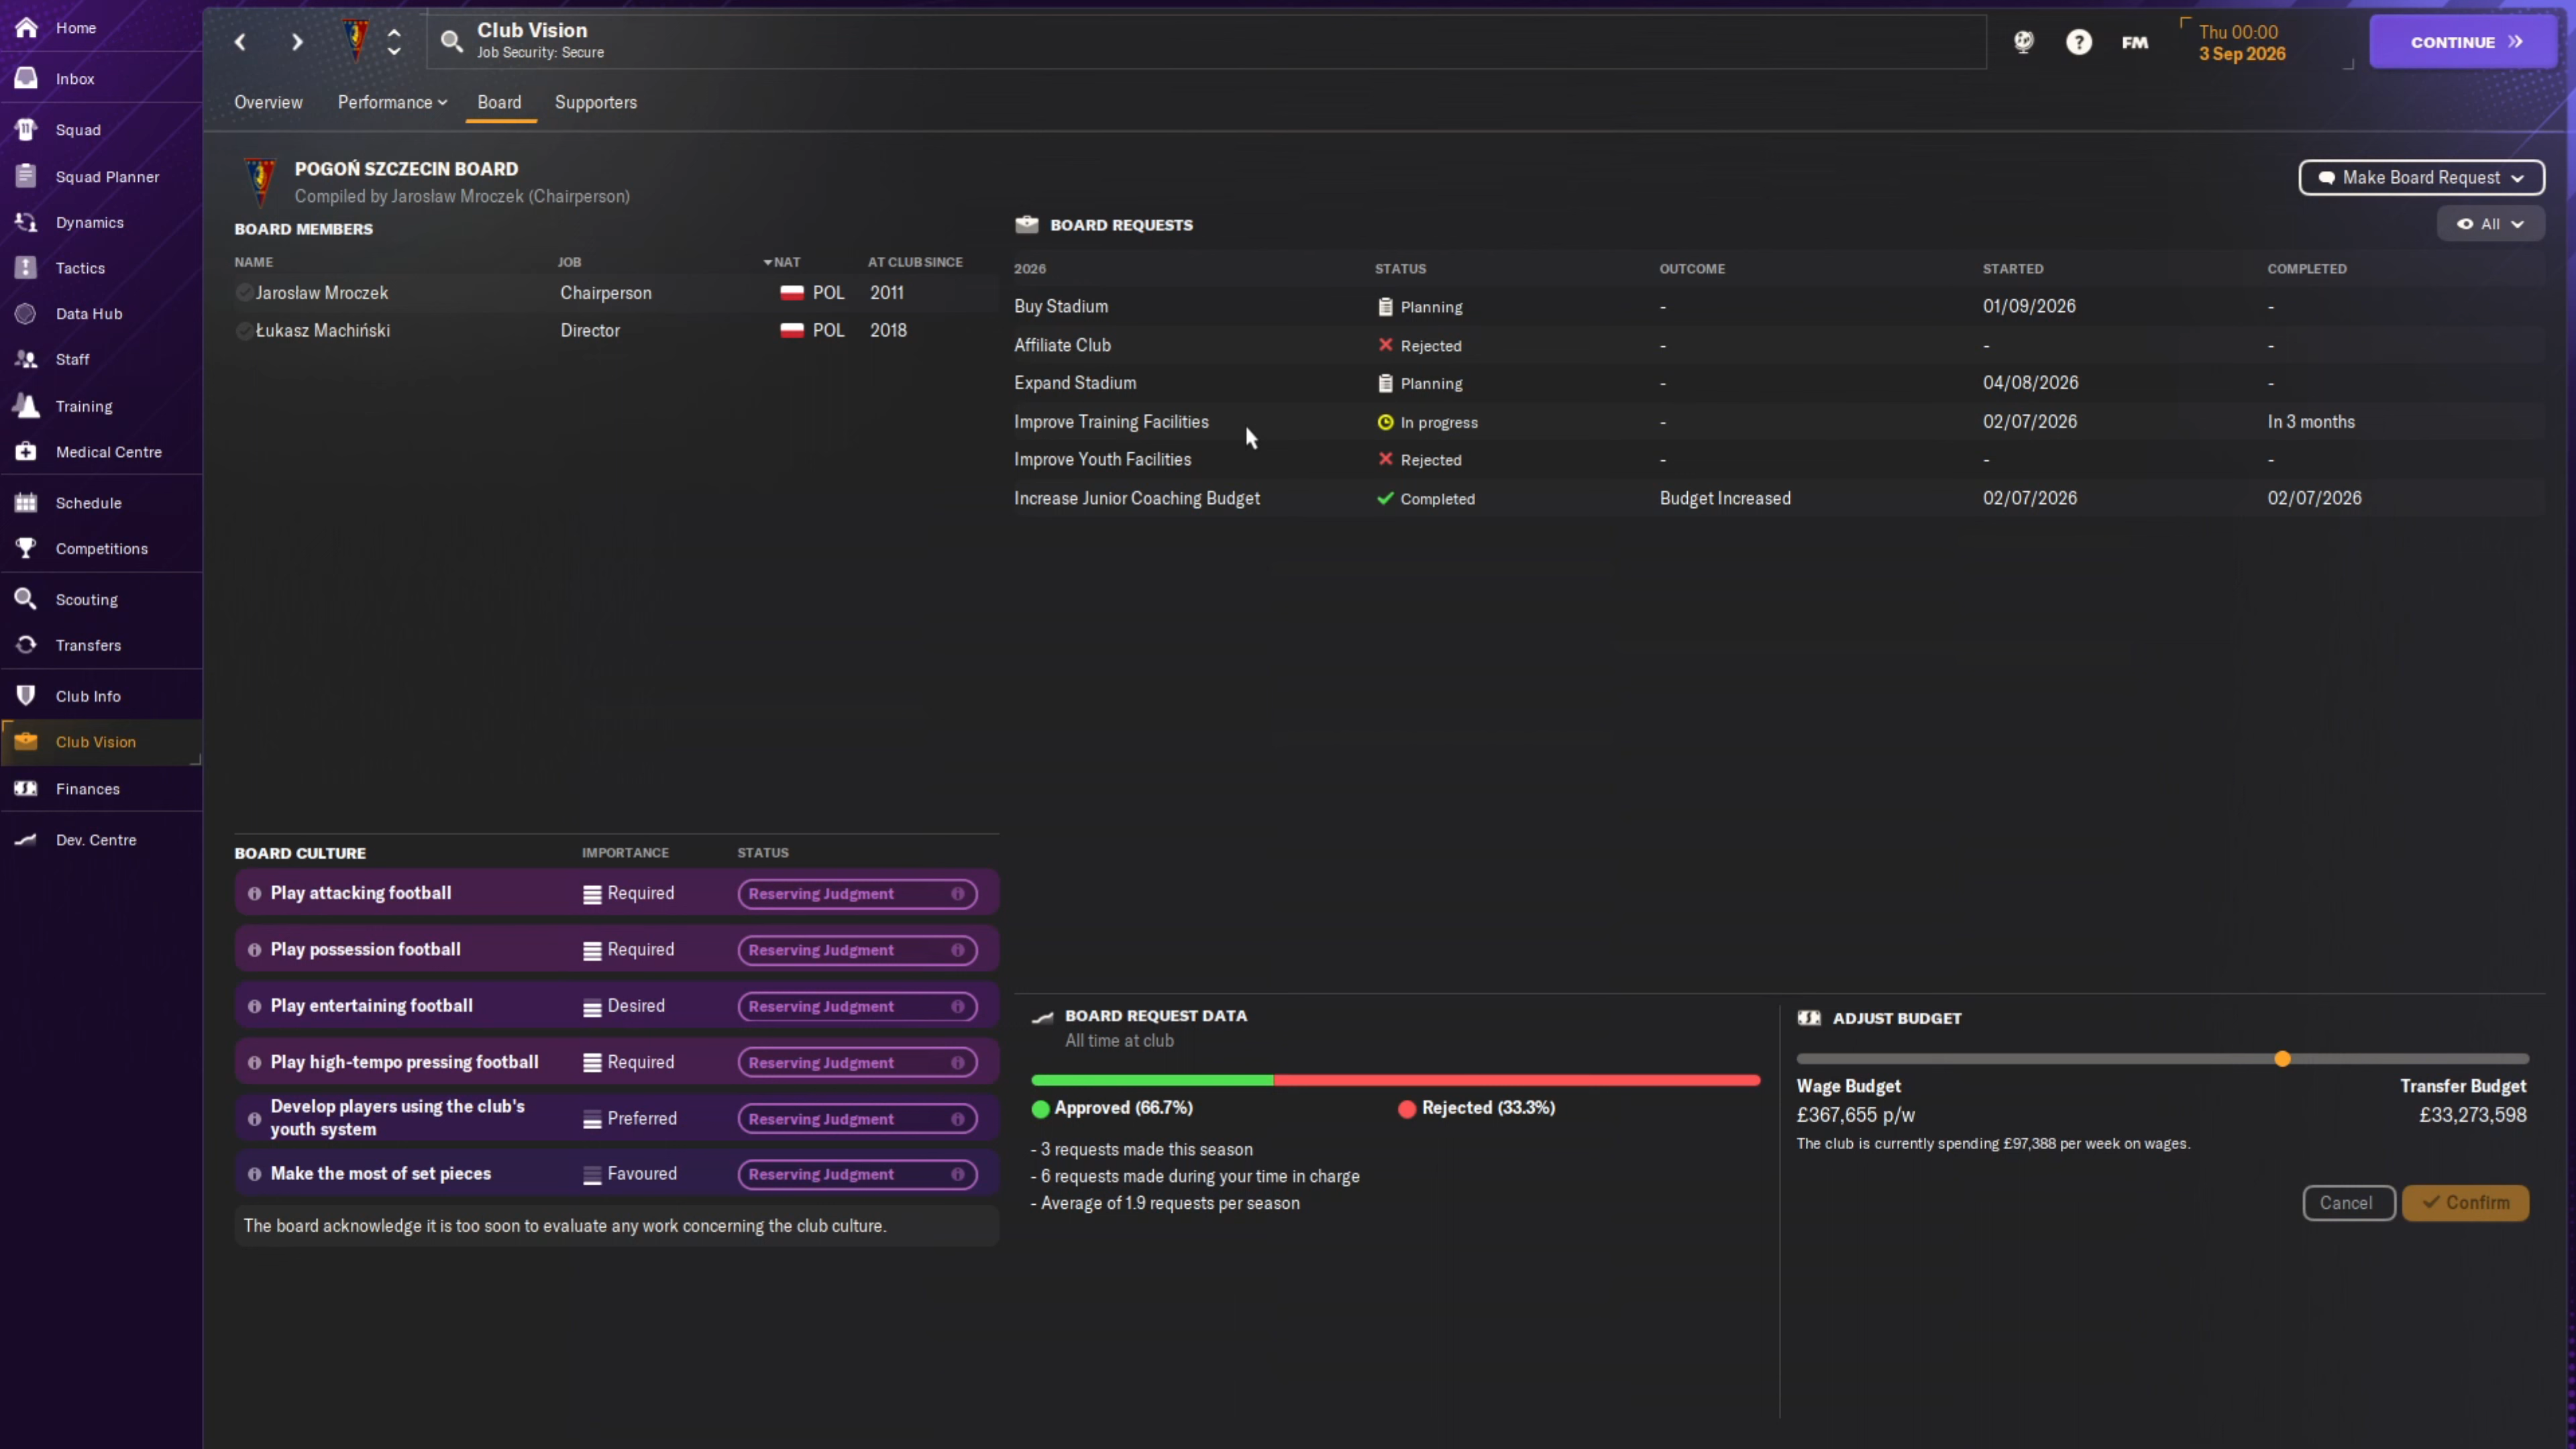 Home
Inbox
Squad
Squad Planner
Dynamics
Tactics
Data Hub
Staff
Training
Medical Centre
Schedule
Competitions
Scouting
Transfers
Club Info
Club Vision
Finances
Dev. Centre
Club Vision
Job Security: Secure
FM
Thu 00:00
3 Sep 2026
CONTINUE
Overview Performance Board Supporters
POGOŃ SZCZECIN BOARD
Compiled by Jarosław Mroczek (Chairperson)
Make Board Request
BOARD MEMBERS
NAME JOB NAT AT CLUB SINCE
Jarosław Mroczek Chairperson POL 2011
Łukasz Machiński Director POL 2018
BOARD REQUESTS
All
2026 STATUS OUTCOME STARTED COMPLETED
Buy Stadium Planning - 01/09/2026 -
Affiliate Club Rejected - - -
Expand Stadium Planning - 04/08/2026 -
Improve Training Facilities In progress - 02/07/2026 In 3 months
Improve Youth Facilities Rejected - - -
Increase Junior Coaching Budget Completed Budget Increased 02/07/2026 02/07/2026
BOARD CULTURE IMPORTANCE STATUS
Play attacking football Required Reserving Judgment
Play possession football Required Reserving Judgment
Play entertaining football Desired Reserving Judgment
Play high-tempo pressing football Required Reserving Judgment
Develop players using the club's
youth system Preferred Reserving Judgment
Make the most of set pieces Favoured Reserving Judgment
The board acknowledge it is too soon to evaluate any work concerning the club culture.
BOARD REQUEST DATA
All time at club
Approved (66.7%) Rejected (33.3%)
- 3 requests made this season
- 6 requests made during your time in charge
- Average of 1.9 requests per season
ADJUST BUDGET
Wage Budget Transfer Budget
£367,655 p/w £33,273,598
The club is currently spending £97,388 per week on wages.
Cancel Confirm